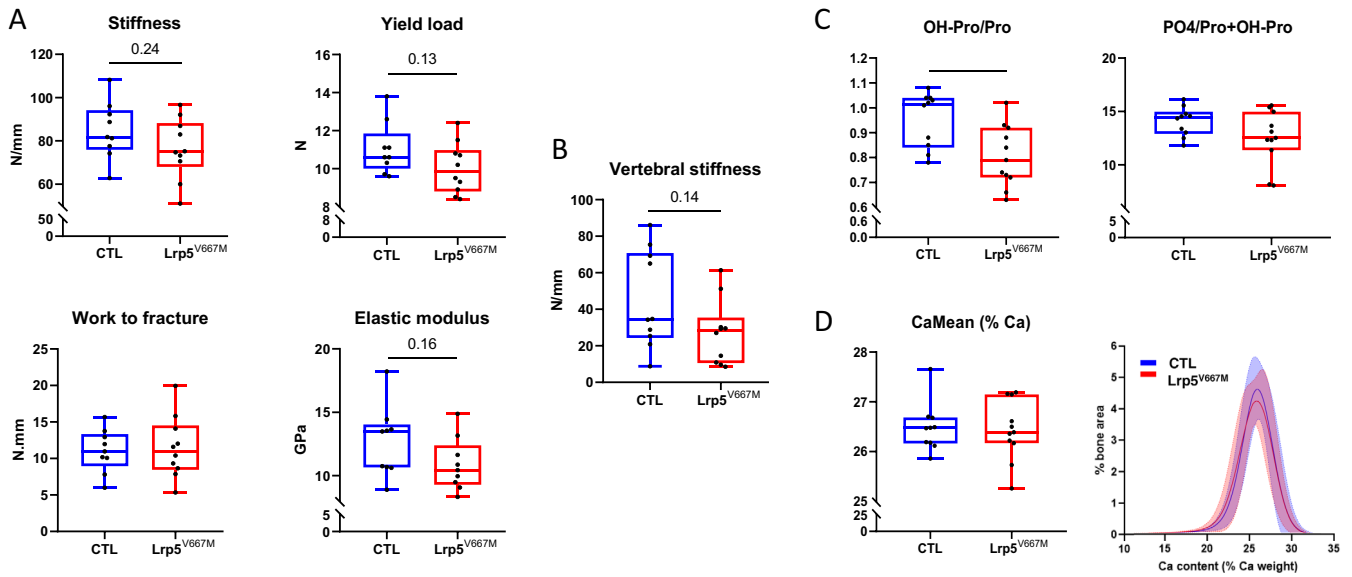 A
Stiffness
0.24
N/mm
120
100
80
60
50
0
CTL
Lrp5V667M
Yield load
0.13
N
16
14
12
10
8
8
0
CTL
Lrp5V667M
Work to fracture
N.mm
25
20
15
10
5
0
CTL
Lrp5V667M
Elastic modulus
0.16
GPa
20
15
10
5
0
CTL
Lrp5V667M
B
Vertebral stiffness
0.14
N/mm
100
80
60
40
20
0
CTL
Lrp5V667M
C
OH-Pro/Pro
1.2
1.1
1.0
0.9
0.8
0.7
0.6
0.6
0.0
CTL
Lrp5V667M
PO4/Pro+OH-Pro
20
15
10
5
0
CTL
Lrp5V667M
D
CaMean (% Ca)
28
27
26
25
25
0
CTL
Lrp5V667M
CTL
Lrp5V667M
% bone area
6
5
4
3
2
1
0
10 15 20 25 30 35
Ca content (% Ca weight)